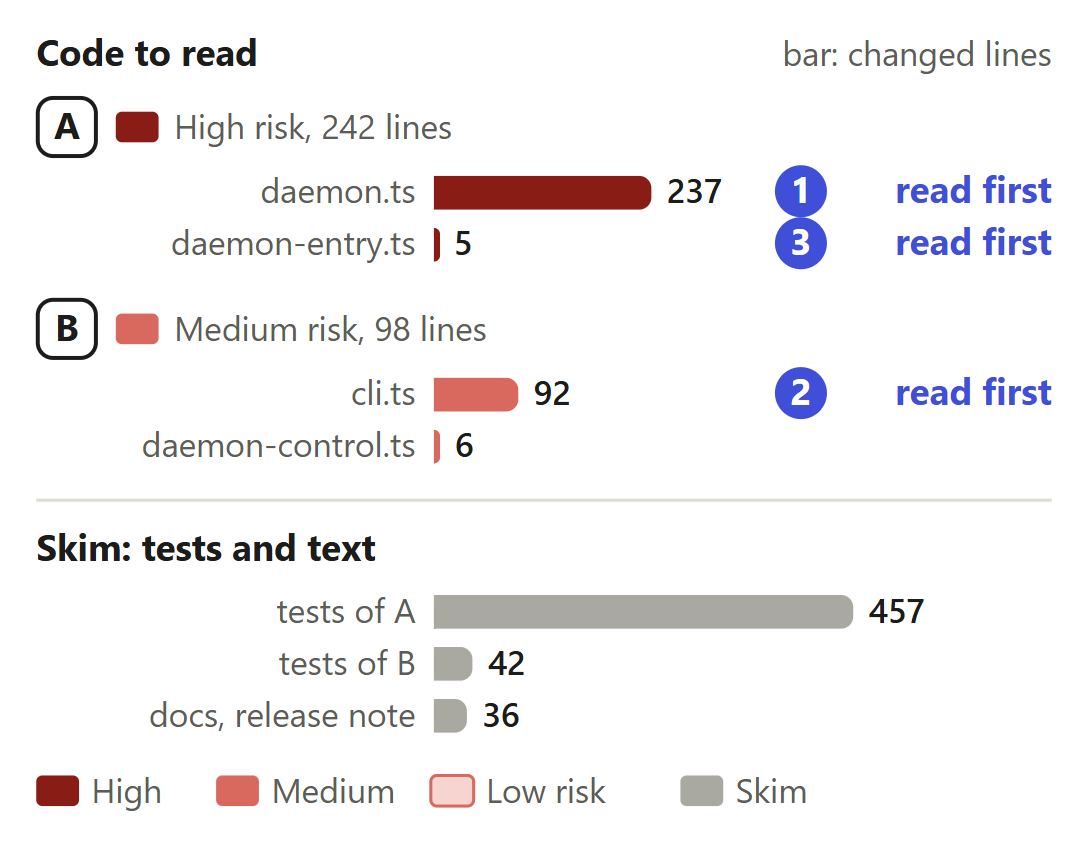 Code to read bar: changed lines
A High risk, 242 lines
daemon.ts 237 1 read first
daemon-entry.ts 5 3 read first
B Medium risk, 98 lines
cli.ts 92 2 read first
daemon-control.ts 6
Skim: tests and text
tests of A 457
tests of B 42
docs, release note 36
High Medium Low risk Skim